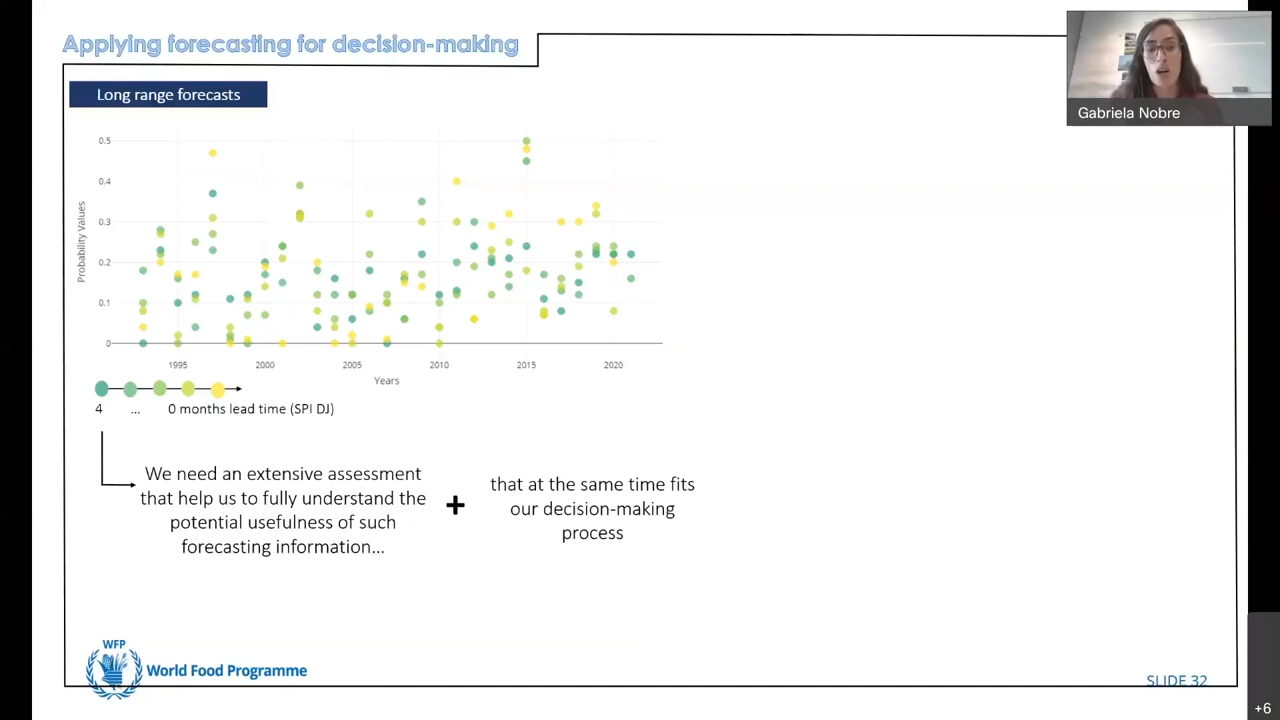 Applying forecasting for decision-making
Long range forecasts
Gabriela Nobre
0.5
0.4
0.3
0.2
0.1
0
Probability Values
1995 2000 2005 2010 2015 2020
Years
4 ... 0 months lead time (SPI DJ)
We need an extensive assessment
that help us to fully understand the
potential usefulness of such
forecasting information...
+
that at the same time fits
our decision-making
process
WFP
World Food Programme
SLIDE 32
+6